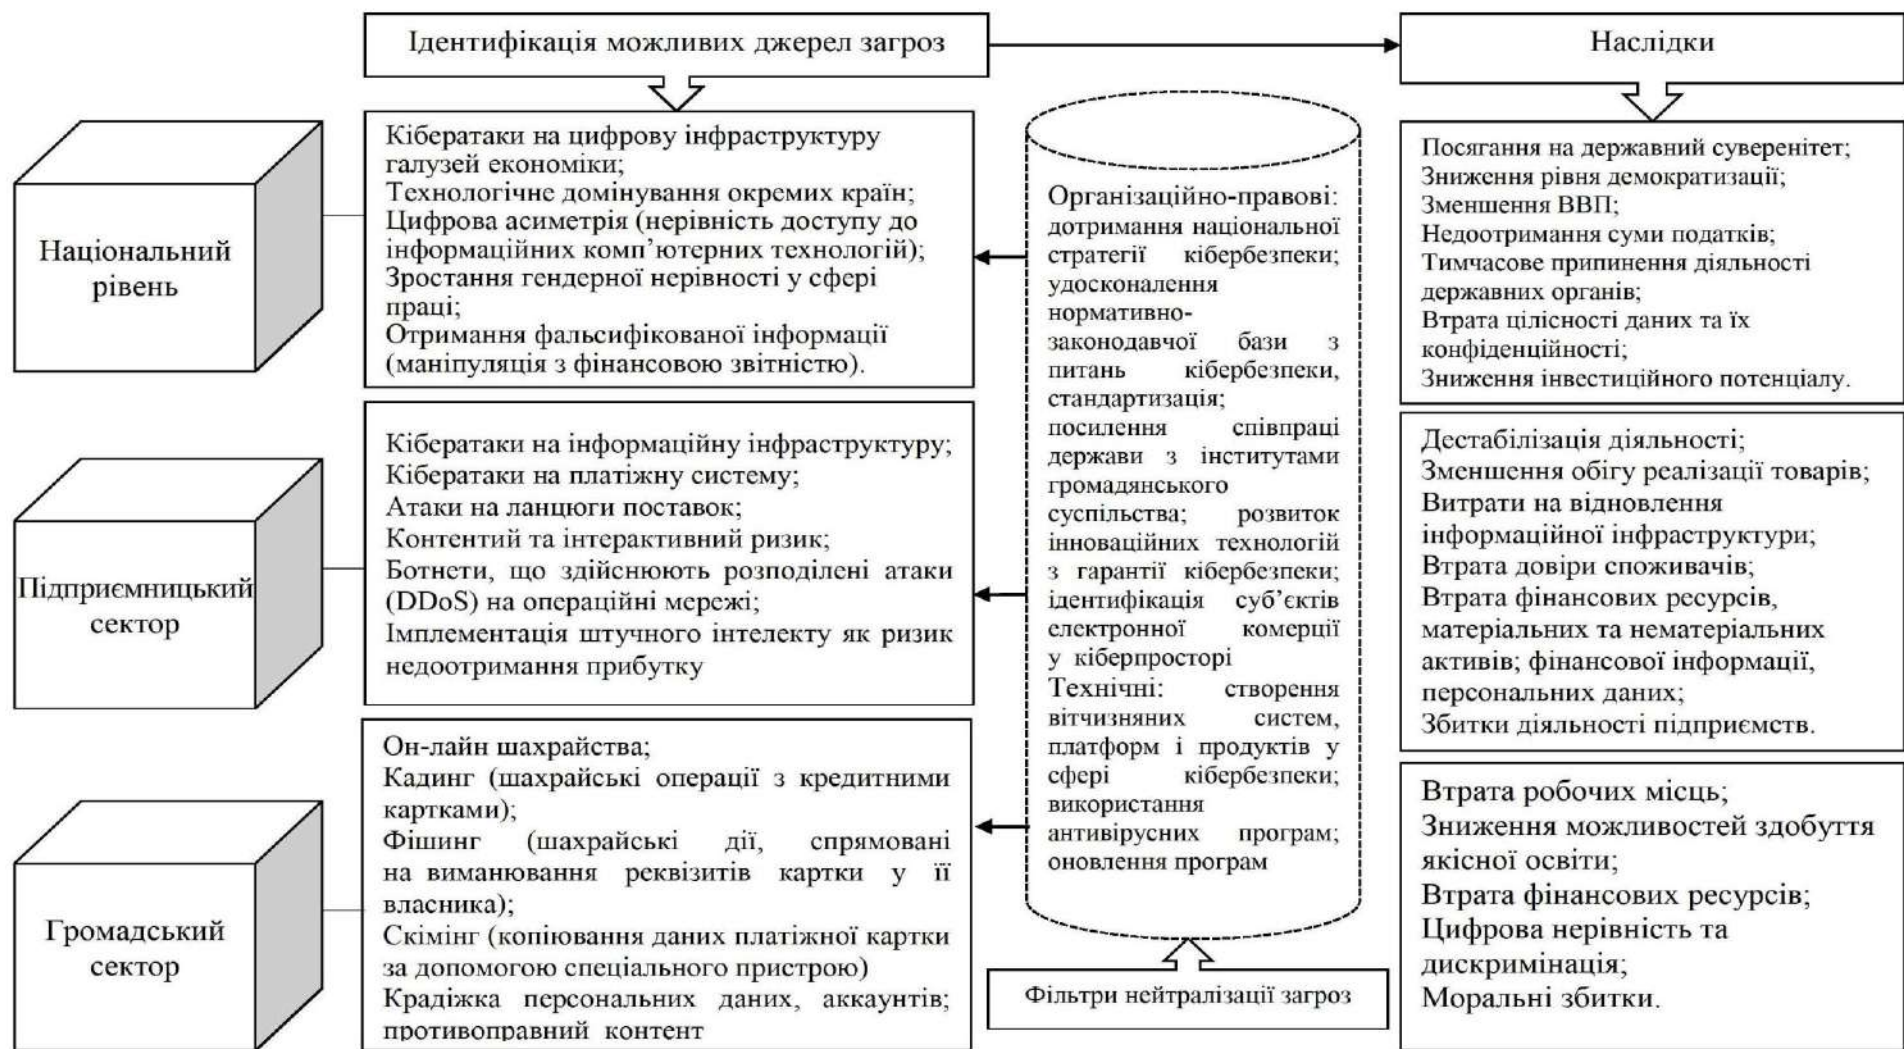 Ідентифікація можливих джерел загроз
Наслідки
Національний
рівень
Кібератаки на цифрову інфраструктуру
галузей економіки;
Технологічне домінування окремих країн;
Цифрова асиметрія (нерівність доступу до
інформаційних комп’ютерних технологій);
Зростання гендерної нерівності у сфері
праці;
Отримання фальсифікованої інформації
(маніпуляція з фінансовою звітністю).
Організаційно-правові:
дотримання національної
стратегії кібербезпеки;
удосконалення
нормативно-
законодавчої бази з
питань кібербезпеки,
стандартизація;
посилення співпраці
держави з інститутами
громадянського
суспільства; розвиток
інноваційних технологій
з гарантії кібербезпеки;
ідентифікація суб’єктів
електронної комерції
у кіберпросторі
Технічні: створення
вітчизняних систем,
платформ і продуктів у
сфері кібербезпеки;
використання
антивірусних програм;
оновлення програм
Посягання на державний суверенітет;
Зниження рівня демократизації;
Зменшення ВВП;
Недоотримання суми податків;
Тимчасове припинення діяльності
державних органів;
Втрата цілісності даних та їх
конфіденційності;
Зниження інвестиційного потенціалу.
Підприємницький
сектор
Кібератаки на інформаційну інфраструктуру;
Кібератаки на платіжну систему;
Атаки на ланцюги поставок;
Контентий та інтерактивний ризик;
Ботнети, що здійснюють розподілені атаки
(DDoS) на операційні мережі;
Імплементація штучного інтелекту як ризик
недоотримання прибутку
Дестабілізація діяльності;
Зменшення обігу реалізації товарів;
Витрати на відновлення
інформаційної інфраструктури;
Втрата довіри споживачів;
Втрата фінансових ресурсів,
матеріальних та нематеріальних
активів; фінансової інформації,
персональних даних;
Збитки діяльності підприємств.
Громадський
сектор
Он-лайн шахрайства;
Кадинг (шахрайські операції з кредитними
картками);
Фішинг (шахрайські дії, спрямовані
на виманювання реквізитів картки у її
власника);
Скімінг (копіювання даних платіжної картки
за допомогою спеціального пристрою)
Крадіжка персональних даних, аккаунтів;
противоправний контент
Фільтри нейтралізації загроз
Втрата робочих місць;
Зниження можливостей здобуття
якісної освіти;
Втрата фінансових ресурсів;
Цифрова нерівність та
дискримінація;
Моральні збитки.